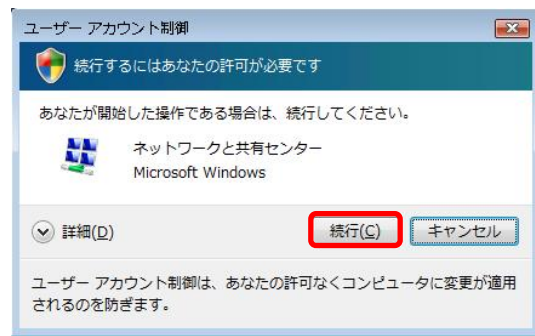 ユーザー アカウント制御
続行するにはあなたの許可が必要です
あなたが開始した操作である場合は、続行してください。
ネットワークと共有センター
Microsoft Windows
詳細(D)
続行(C)
キャンセル
ユーザー アカウント制御は、あなたの許可なくコンピュータに変更が適用
されるのを防ぎます。